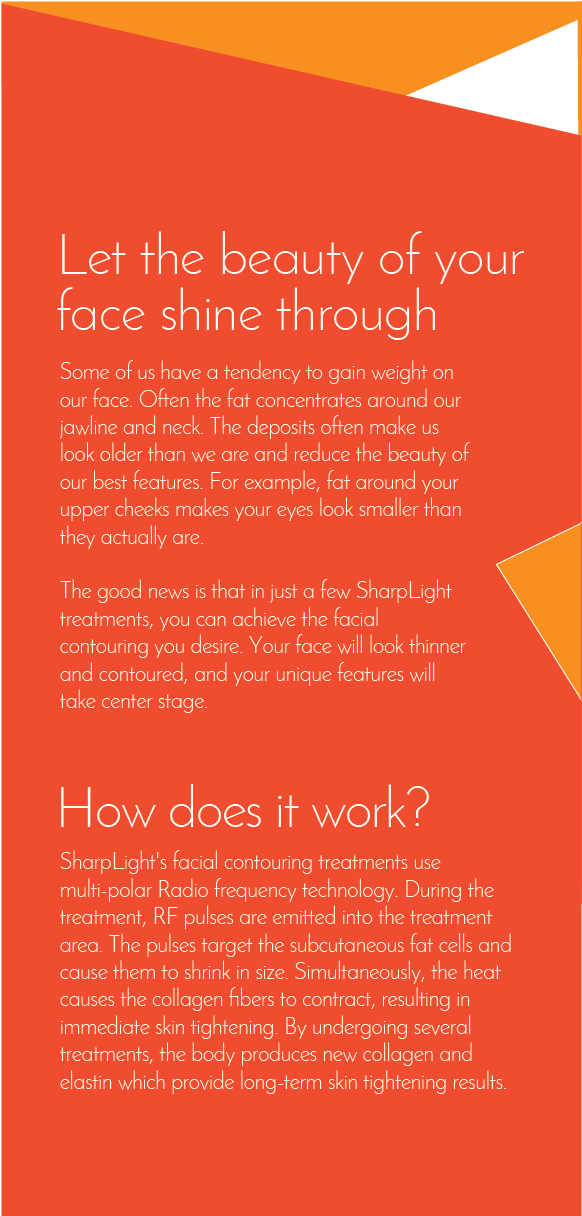 Let the beauty of your
face shine through
Some of us have a tendency to gain weight on
our face. Often the fat concentrates around our
jawline and neck. The deposits often make us
look older than we are and reduce the beauty of
our best features. For example, fat around your
upper cheeks makes your eyes look smaller than
they actually are.
The good news is that in just a few SharpLight
treatments, you can achieve the facial
contouring you desire. Your face will look thinner
and contoured, and your unique features will
take center stage.
How does it work?
SharpLight's facial contouring treatments use
multi-polar Radio frequency technology. During the
treatment, RF pulses are emitted into the treatment
area. The pulses target the subcutaneous fat cells and
cause them to shrink in size. Simultaneously, the heat
causes the collagen fibers to contract, resulting in
immediate skin tightening. By undergoing several
treatments, the body produces new collagen and
elastin which provide long-term skin tightening results.